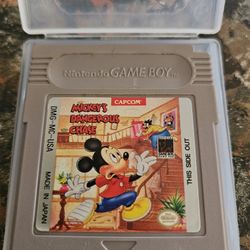 Nintendo GAME BOY
CAPCOM
MICKEY'S
DANGEROUS
CHASE
DMG-MC-USA
MADE IN JAPAN
THIS SIDE OUT